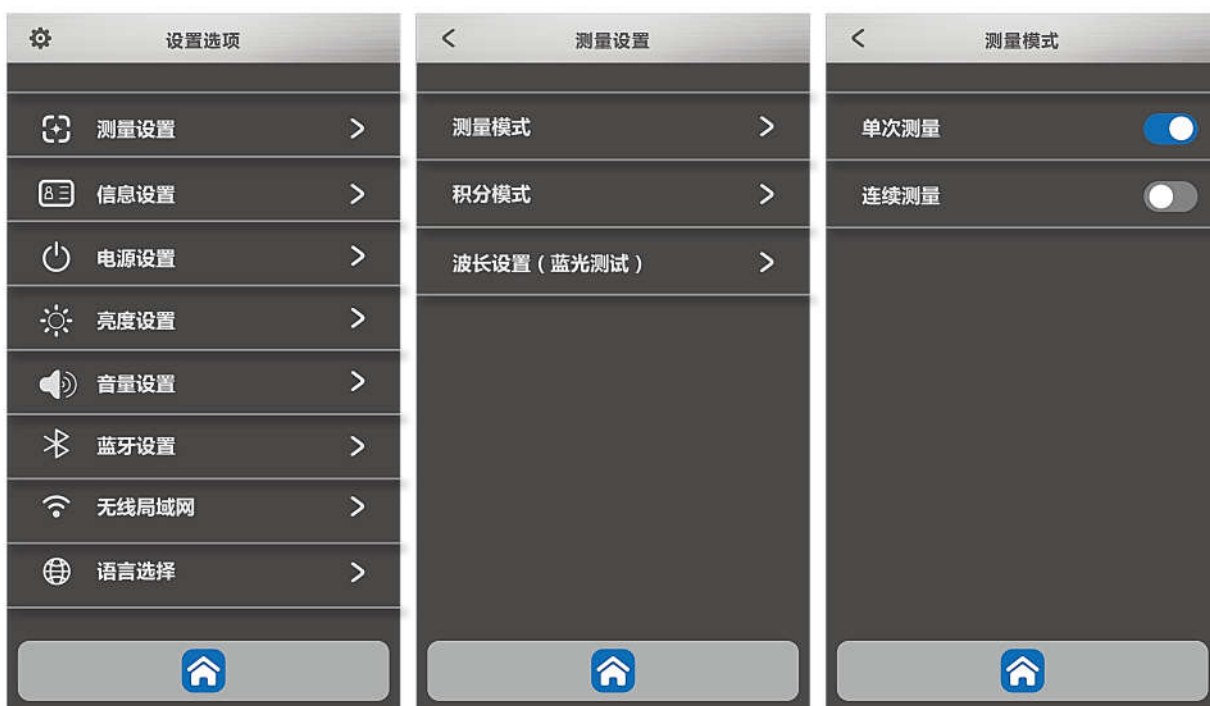 设置选项
测量设置
信息设置
电源设置
亮度设置
音量设置
蓝牙设置
无线局域网
语言选择
测量设置
测量模式
积分模式
波长设置（蓝光测试）
测量模式
单次测量
连续测量